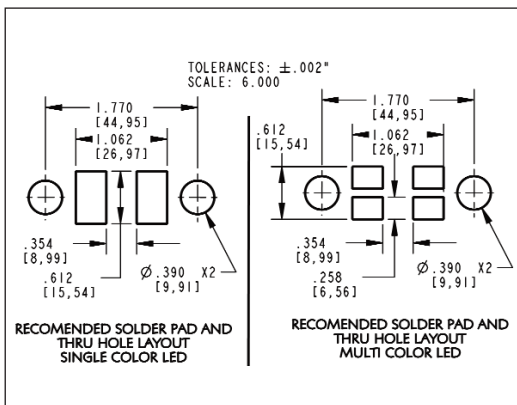 TOLERANCES: ±.002"
SCALE: 6.000
1.770
[44,95]
1.062
[26,97]
.354
[8,99]
.612
[15,54]
Ø.390 X2
[9,91]
RECOMENDED SOLDER PAD AND
THRU HOLE LAYOUT
SINGLE COLOR LED
1.770
[44,95]
.612
[15,54]
1.062
[26,97]
.354
[8,99]
.258
[6,56]
Ø.390 X2
[9,91]
RECOMENDED SOLDER PAD AND
THRU HOLE LAYOUT
MULTI COLOR LED